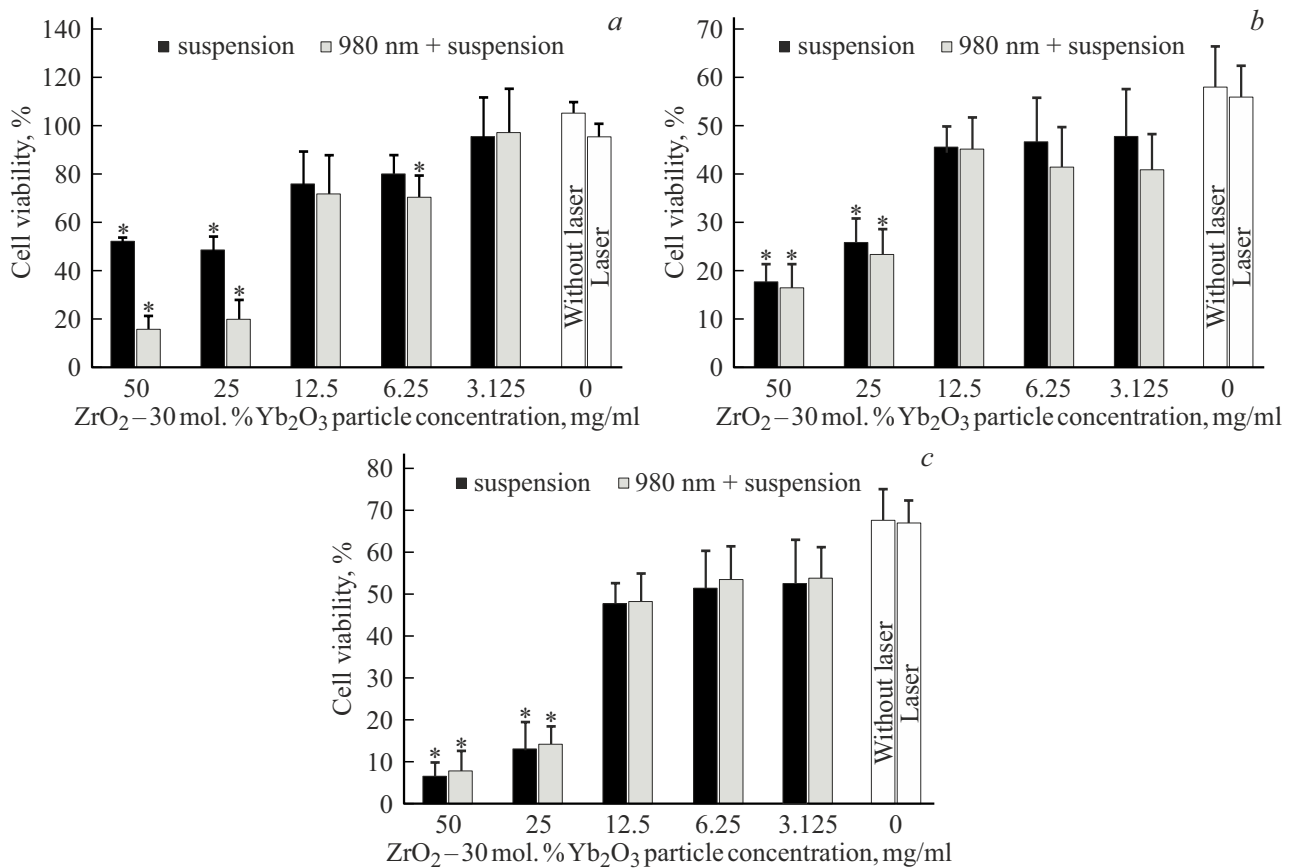 a
suspension 980 nm + suspension
Cell viability, %
140
120
100
80
60
40
20
0
* * * * *
Without laser
Laser
50 25 12.5 6.25 3.125 0
ZrO₂ – 30 mol. % Yb₂O₃ particle concentration, mg/ml
b
suspension 980 nm + suspension
Cell viability, %
70
60
50
40
30
20
10
0
* * * *
Without laser
Laser
50 25 12.5 6.25 3.125 0
ZrO₂ – 30 mol. % Yb₂O₃ particle concentration, mg/ml
c
suspension 980 nm + suspension
Cell viability, %
80
70
60
50
40
30
20
10
0
* * * *
Without laser
Laser
50 25 12.5 6.25 3.125 0
ZrO₂ – 30 mol. % Yb₂O₃ particle concentration, mg/ml